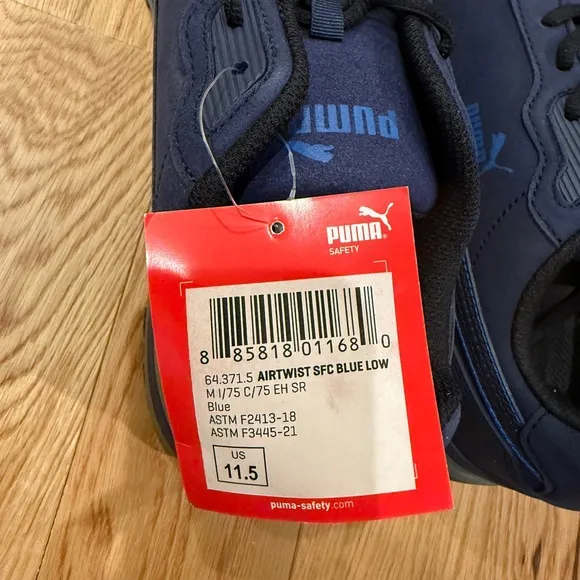 PUMA
PUMA
PUMA®
SAFETY
8 85818 01168 0
64.371.5 AIRTWIST SFC BLUE LOW
M I/75 C/75 EH SR
Blue
ASTM F2413-18
ASTM F3445-21
US
11.5
puma-safety.com